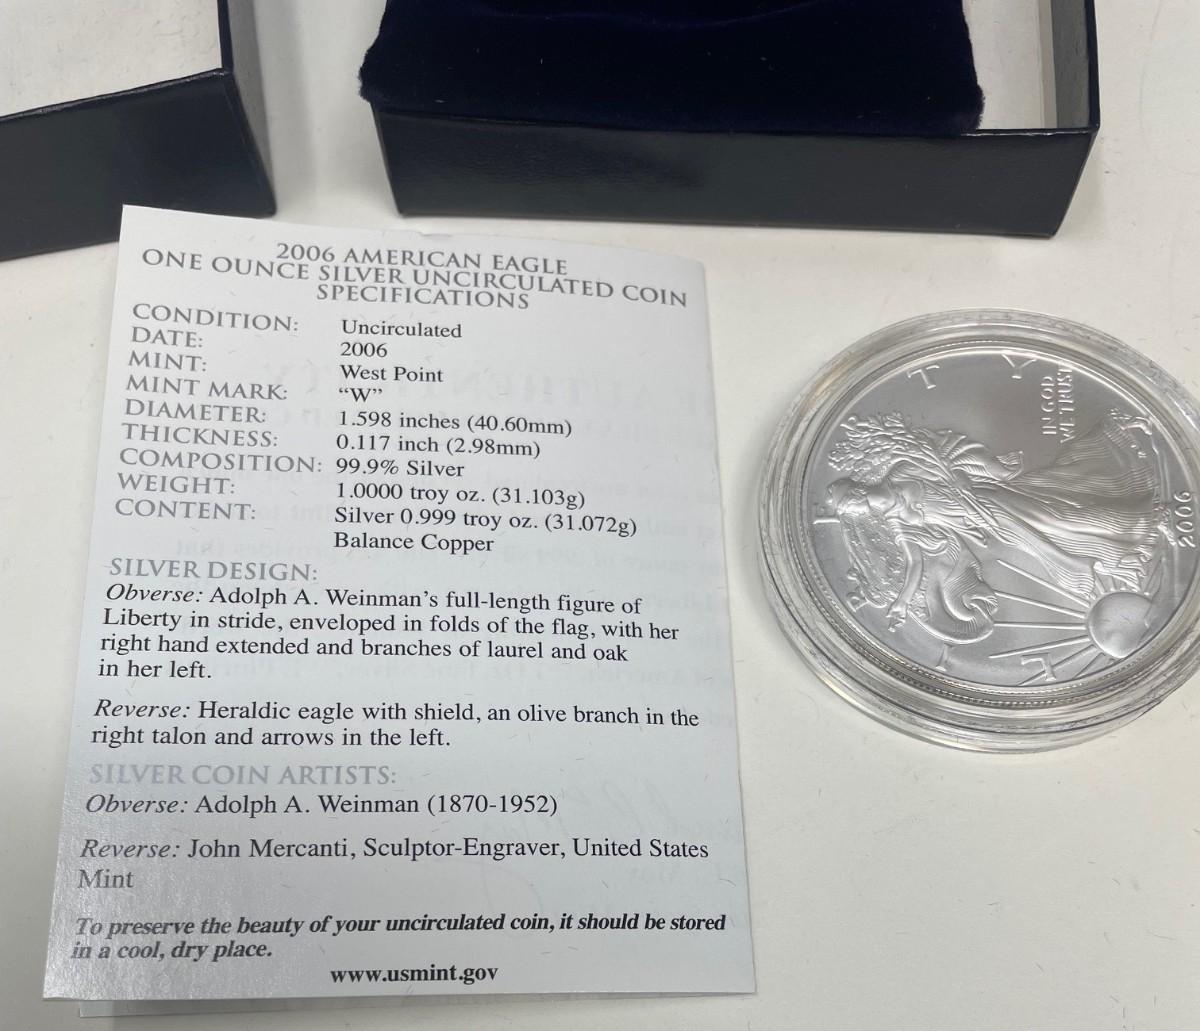 2006 AMERICAN EAGLE
ONE OUNCE SILVER UNCIRCULATED COIN
SPECIFICATIONS
CONDITION: Uncirculated
DATE: 2006
MINT: West Point
MINT MARK: “W”
DIAMETER: 1.598 inches (40.60mm)
THICKNESS: 0.117 inch (2.98mm)
COMPOSITION: 99.9% Silver
WEIGHT: 1.0000 troy oz. (31.103g)
CONTENT: Silver 0.999 troy oz. (31.072g)
Balance Copper
SILVER DESIGN:
Obverse: Adolph A. Weinman’s full-length figure of
Liberty in stride, enveloped in folds of the flag, with her
right hand extended and branches of laurel and oak
in her left.
Reverse: Heraldic eagle with shield, an olive branch in the
right talon and arrows in the left.
SILVER COIN ARTISTS:
Obverse: Adolph A. Weinman (1870-1952)
Reverse: John Mercanti, Sculptor-Engraver, United States
Mint
To preserve the beauty of your uncirculated coin, it should be stored
in a cool, dry place.
www.usmint.gov
LIBERTY
IN GOD
WE TRUST
2006